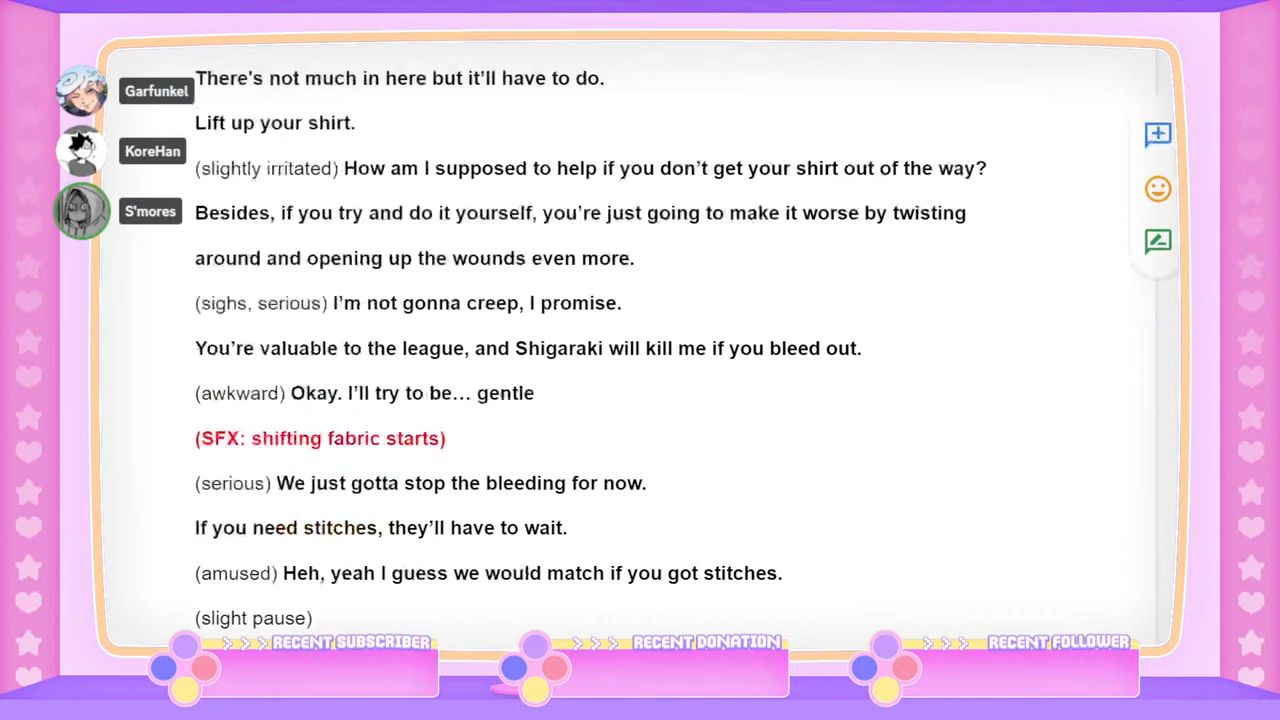 There's not much in here but it'll have to do.
Garfunkel
Lift up your shirt.
KoreHan
(slightly irritated) How am I supposed to help if you don't get your shirt out of the way?
S'mores
Besides, if you try and do it yourself, you're just going to make it worse by twisting
around and opening up the wounds even more.
(sighs, serious) I'm not gonna creep, I promise.
You're valuable to the league, and Shigaraki will kill me if you bleed out.
(awkward) Okay. I'll try to be… gentle
(SFX: shifting fabric starts)
(serious) We just gotta stop the bleeding for now.
If you need stitches, they'll have to wait.
(amused) Heh, yeah I guess we would match if you got stitches.
(slight pause)
> > > RECENT SUBSCRIBER
> > > RECENT DONATION
> > > RECENT FOLLOWER